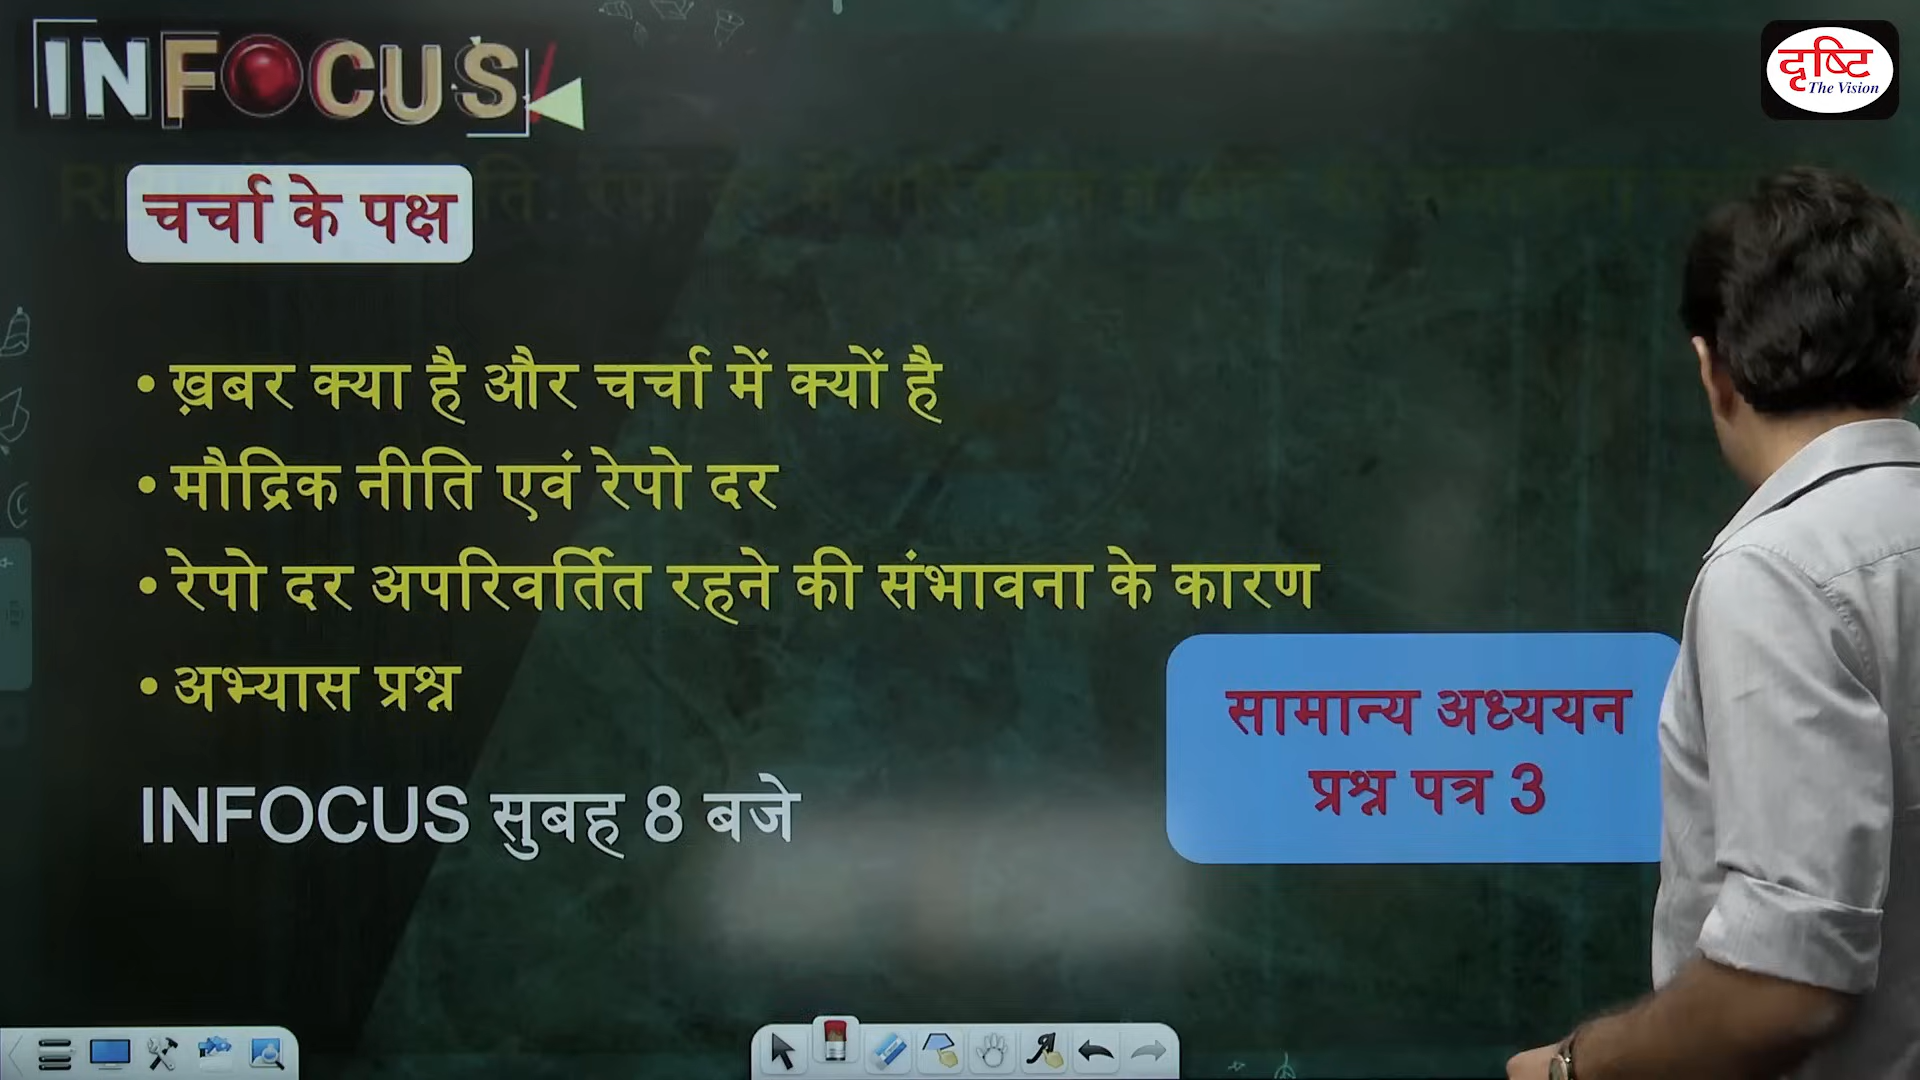 INFOCUS
दृष्टि
The Vision
चर्चा के पक्ष
• ख़बर क्या है और चर्चा में क्यों है
• मौद्रिक नीति एवं रेपो दर
• रेपो दर अपरिवर्तित रहने की संभावना के कारण
• अभ्यास प्रश्न
सामान्य अध्ययन
प्रश्न पत्र 3
INFOCUS सुबह 8 बजे